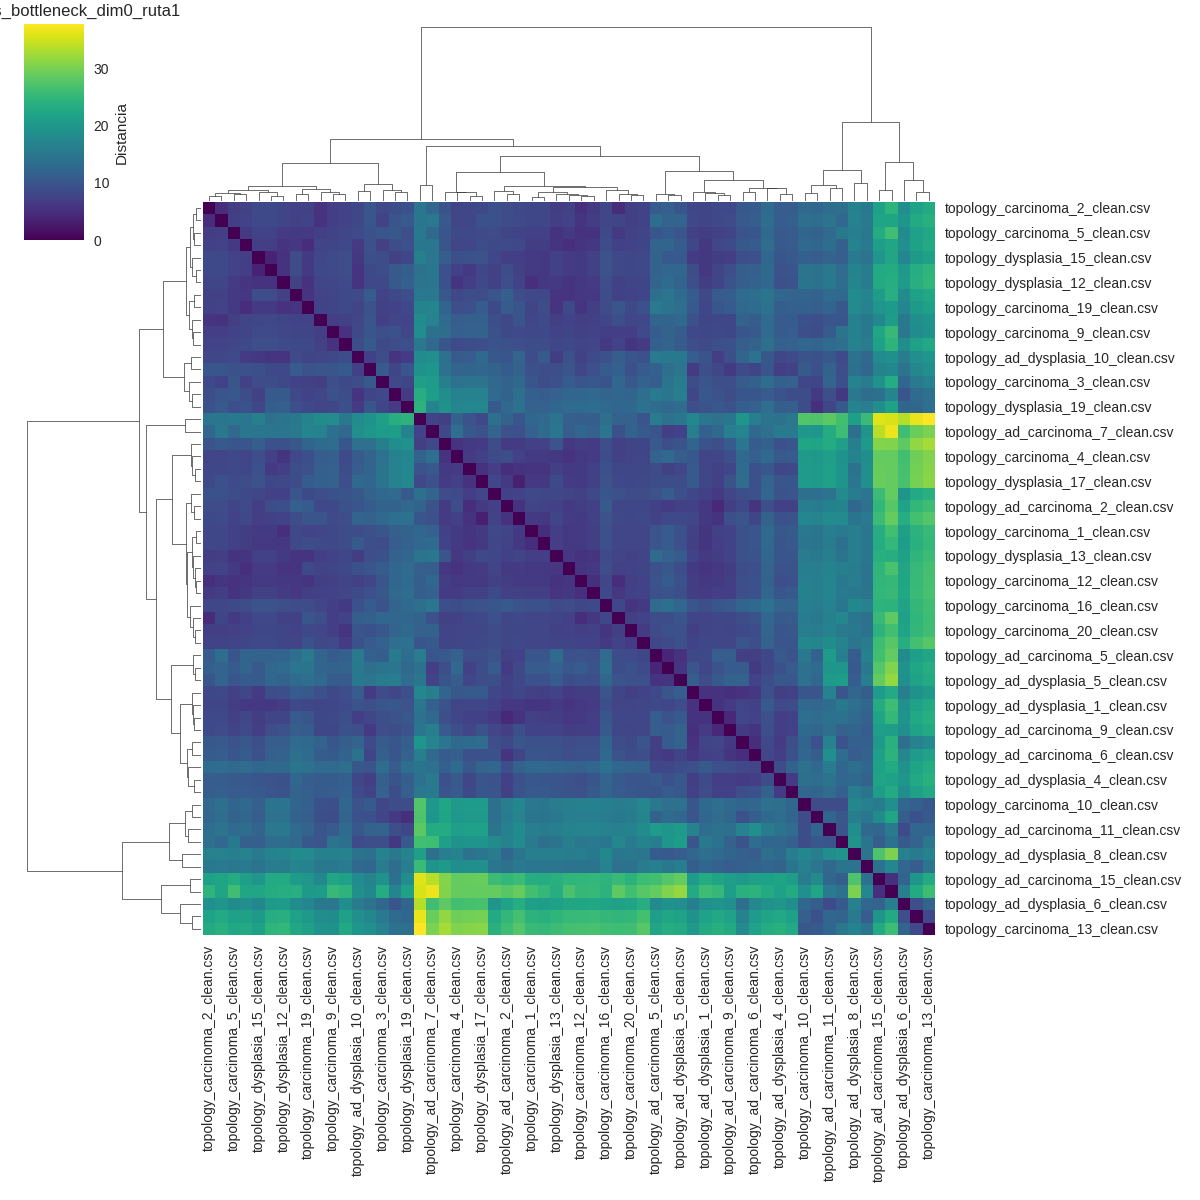 s_bottleneck_dim0_ruta1
30
20
10
0
Distancia
topology_carcinoma_2_clean.csv
topology_carcinoma_5_clean.csv
topology_dysplasia_15_clean.csv
topology_dysplasia_12_clean.csv
topology_carcinoma_19_clean.csv
topology_carcinoma_9_clean.csv
topology_ad_dysplasia_10_clean.csv
topology_carcinoma_3_clean.csv
topology_dysplasia_19_clean.csv
topology_ad_carcinoma_7_clean.csv
topology_carcinoma_4_clean.csv
topology_dysplasia_17_clean.csv
topology_ad_carcinoma_2_clean.csv
topology_carcinoma_1_clean.csv
topology_dysplasia_13_clean.csv
topology_carcinoma_12_clean.csv
topology_carcinoma_16_clean.csv
topology_carcinoma_20_clean.csv
topology_ad_carcinoma_5_clean.csv
topology_ad_dysplasia_5_clean.csv
topology_ad_dysplasia_1_clean.csv
topology_ad_carcinoma_9_clean.csv
topology_ad_carcinoma_6_clean.csv
topology_ad_dysplasia_4_clean.csv
topology_carcinoma_10_clean.csv
topology_ad_carcinoma_11_clean.csv
topology_ad_dysplasia_8_clean.csv
topology_ad_carcinoma_15_clean.csv
topology_ad_dysplasia_6_clean.csv
topology_carcinoma_13_clean.csv
topology_carcinoma_2_clean.csv
topology_carcinoma_5_clean.csv
topology_dysplasia_15_clean.csv
topology_dysplasia_12_clean.csv
topology_carcinoma_19_clean.csv
topology_carcinoma_9_clean.csv
topology_ad_dysplasia_10_clean.csv
topology_carcinoma_3_clean.csv
topology_dysplasia_19_clean.csv
topology_ad_carcinoma_7_clean.csv
topology_carcinoma_4_clean.csv
topology_dysplasia_17_clean.csv
topology_ad_carcinoma_2_clean.csv
topology_carcinoma_1_clean.csv
topology_dysplasia_13_clean.csv
topology_carcinoma_12_clean.csv
topology_carcinoma_16_clean.csv
topology_carcinoma_20_clean.csv
topology_ad_carcinoma_5_clean.csv
topology_ad_dysplasia_5_clean.csv
topology_ad_dysplasia_1_clean.csv
topology_ad_carcinoma_9_clean.csv
topology_ad_carcinoma_6_clean.csv
topology_ad_dysplasia_4_clean.csv
topology_carcinoma_10_clean.csv
topology_ad_carcinoma_11_clean.csv
topology_ad_dysplasia_8_clean.csv
topology_ad_carcinoma_15_clean.csv
topology_ad_dysplasia_6_clean.csv
topology_carcinoma_13_clean.csv